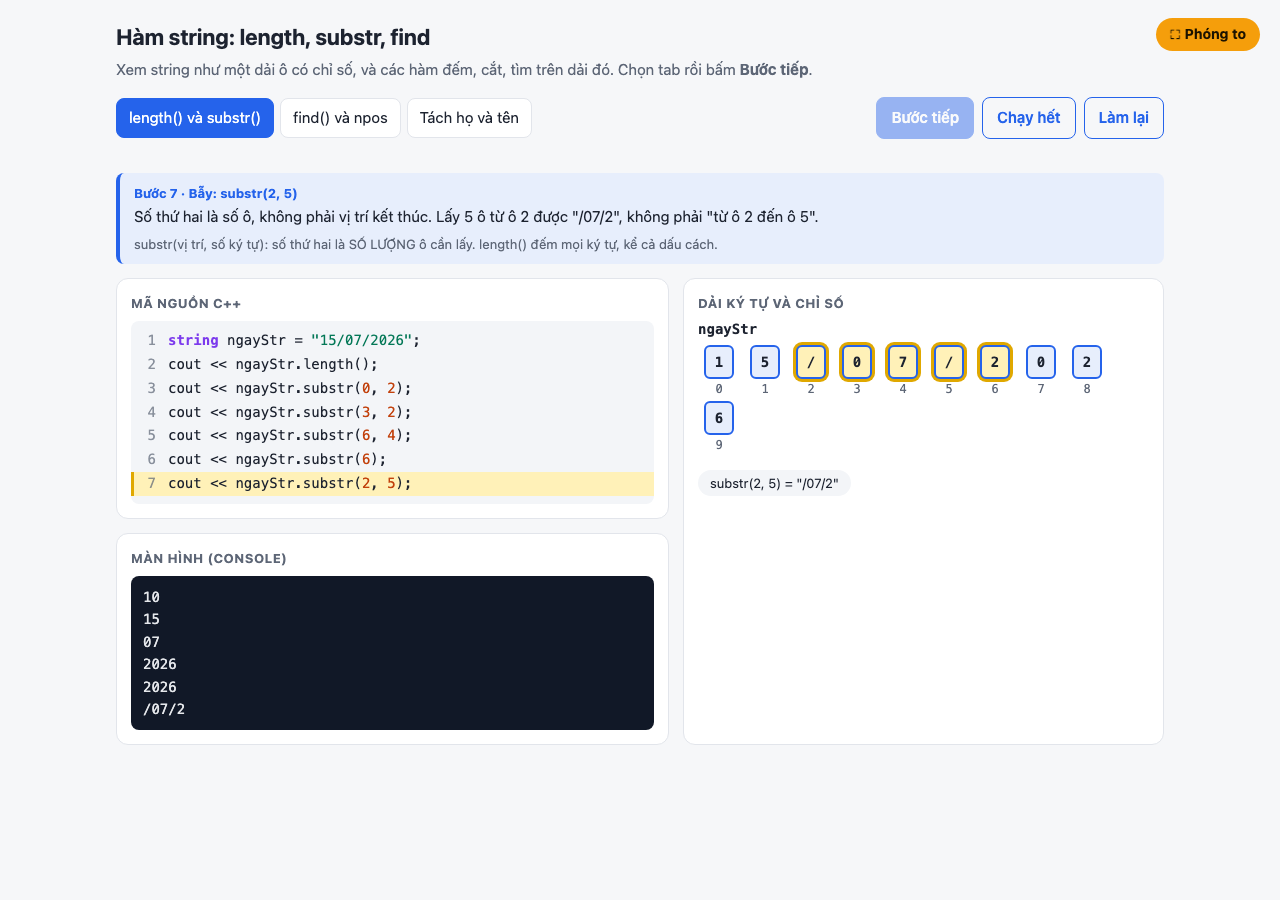 Hàm string: length, substr, find
⛶ Phóng to
Xem string như một dải ô có chỉ số, và các hàm đếm, cắt, tìm trên dải đó. Chọn tab rồi bấm Bước tiếp.
length() và substr()
find() và npos
Tách họ và tên
Bước tiếp
Chạy hết
Làm lại
Bước 7 · Bẫy: substr(2, 5)
Số thứ hai là số ô, không phải vị trí kết thúc. Lấy 5 ô từ ô 2 được "/07/2", không phải "từ ô 2 đến ô 5".
substr(vị trí, số ký tự): số thứ hai là SỐ LƯỢNG ô cần lấy. length() đếm mọi ký tự, kể cả dấu cách.
MÃ NGUỒN C++
1 string ngayStr = "15/07/2026";
2 cout << ngayStr.length();
3 cout << ngayStr.substr(0, 2);
4 cout << ngayStr.substr(3, 2);
5 cout << ngayStr.substr(6, 4);
6 cout << ngayStr.substr(6);
7 cout << ngayStr.substr(2, 5);
MÀN HÌNH (CONSOLE)
10
15
07
2026
2026
/07/2
DẢI KÝ TỰ VÀ CHỈ SỐ
ngayStr
1 5 / 0 7 / 2 0 2
0 1 2 3 4 5 6 7 8
6
9
substr(2, 5) = "/07/2"